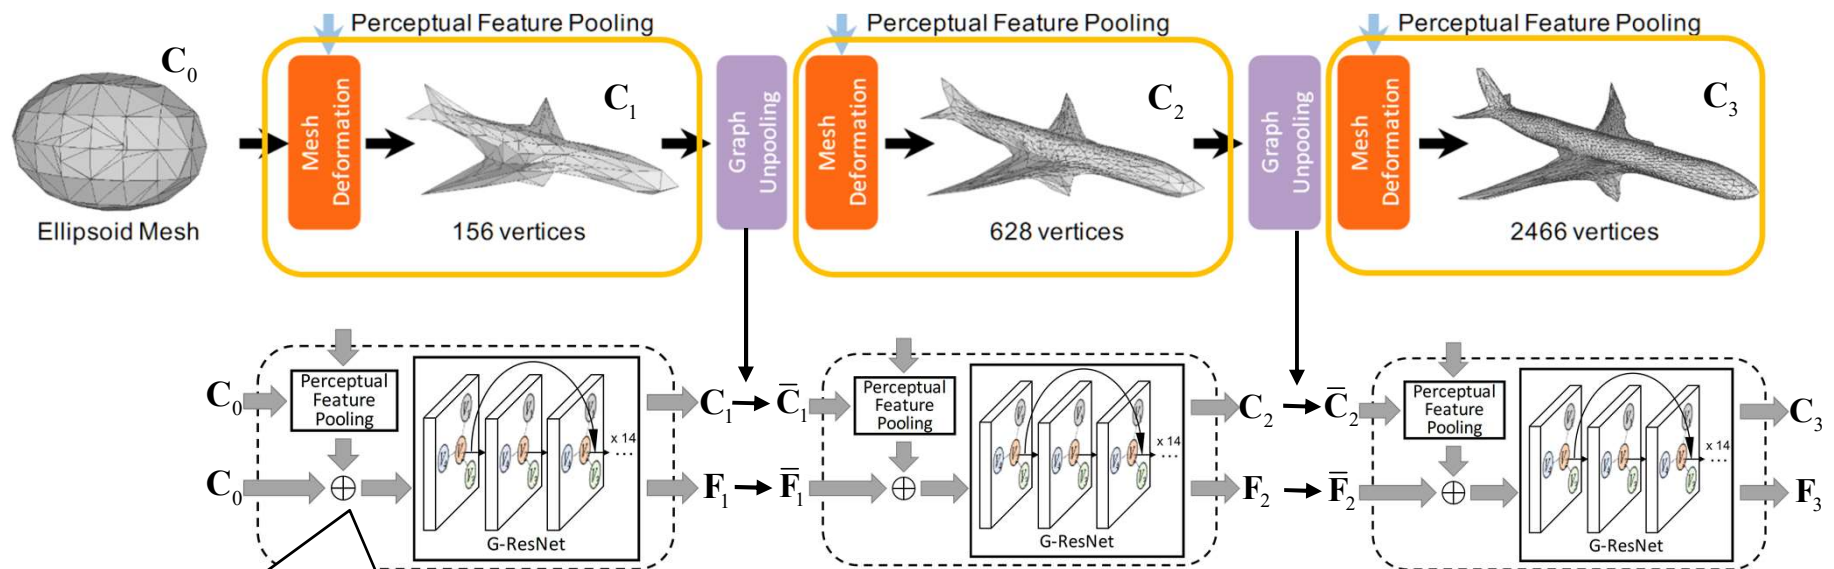 Perceptual Feature Pooling
Perceptual Feature Pooling
Perceptual Feature Pooling
C0
Mesh Deformation
C1
Graph Unpooling
Mesh Deformation
C2
Graph Unpooling
Mesh Deformation
C3
Ellipsoid Mesh
156 vertices
628 vertices
2466 vertices
C0
Perceptual
Feature
Pooling
x 14
...
C1
C̅1
Perceptual
Feature
Pooling
x 14
...
C2
C̅2
Perceptual
Feature
Pooling
x 14
...
C3
C0
F1
F̅1
F2
F̅2
F3
G-ResNet
G-ResNet
G-ResNet